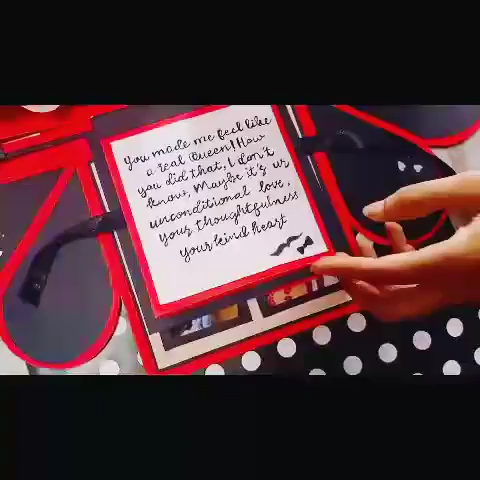 you made me feel like
a real Queen! How
you did that, I don't
know, Maybe it's ur
unconditional love,
your thoughtfulness
your kind heart